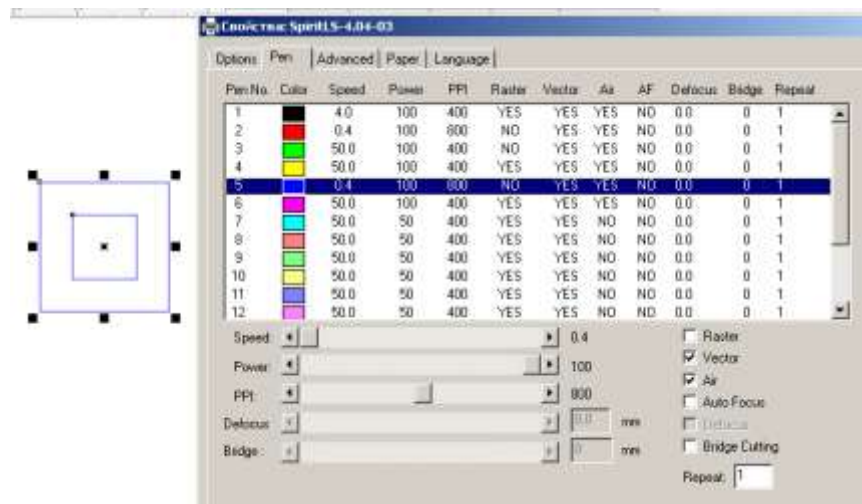 Свойства: SpiritLS-4.04-03
Options Pen Advanced Paper Language
Pen No. Color Speed Power PPI Raster Vector Air AF Defocus Bridge Repeat
1 4.0 100 400 YES YES YES NO 0.0 0 1
2 0.4 100 800 NO YES YES NO 0.0 0 1
3 50.0 100 400 NO YES YES NO 0.0 0 1
4 50.0 100 400 YES YES YES NO 0.0 0 1
5 0.4 100 800 NO YES YES NO 0.0 0 1
6 50.0 100 400 YES YES YES NO 0.0 0 1
7 50.0 50 400 YES YES NO NO 0.0 0 1
8 50.0 50 400 YES YES NO NO 0.0 0 1
9 50.0 50 400 YES YES NO NO 0.0 0 1
10 50.0 50 400 YES YES NO NO 0.0 0 1
11 50.0 50 400 YES YES NO NO 0.0 0 1
12 50.0 50 400 YES YES NO NO 0.0 0 1
Speed: 0.4 Raster
Power: 100 Vector
PPI: 800 Air
Auto Focus
Defocus 0.0 mm Defocus
Bridge : 0 mm Bridge Cutting
Repeat: 1